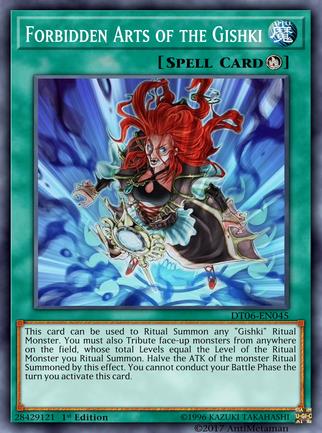 Forbidden Arts of the Gishki
[Spell Card]
DT06-EN045
This card can be used to Ritual Summon any "Gishki" Ritual
Monster. You must also Tribute face-up monsters from anywhere
on the field, whose total Levels equal the Level of the Ritual
Monster you Ritual Summon. Halve the ATK of the monster Ritual
Summoned by this effect. You cannot conduct your Battle Phase the
turn you activate this card.
28429121 1st Edition ©1996 KAZUKI TAKAHASHI
©2017 AntiMetaman